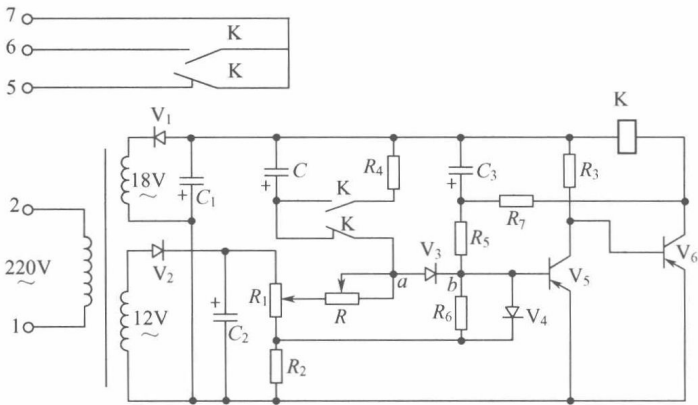 7
K
6
K
5
V₁
K
18V
~
C₁
+
C
+
R₄
C₃
+
R₃
K
K
R₇
2
V₂
V₃
R₅
V₆
220V
~
12V
~
+
C₂
R₁
R
a
b
R₆
V₄
V₅
1
R₂